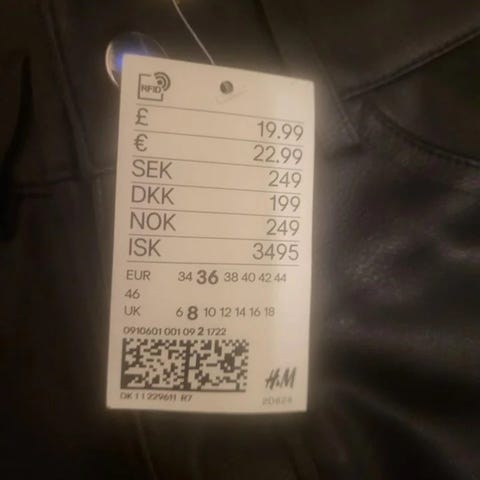 RFID
£ 19.99
€ 22.99
SEK 249
DKK 199
NOK 249
ISK 3495
EUR 34 36 38 40 42 44
46
UK 6 8 10 12 14 16 18
0910601 001 09 2 1722
H&M
DK 1 1 229611 R7
2D624